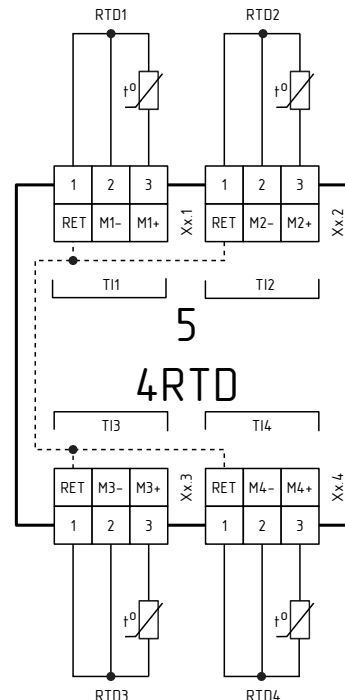 RTD1 RTD2
t° t°
1 2 3 1 2 3
RET M1- M1+ Xx.1 RET M2- M2+ Xx.2
TI1 TI2
5
4RTD
TI3 TI4
RET M3- M3+ Xx.3 RET M4- M4+ Xx.4
1 2 3 1 2 3
t° t°
RTD3 RTD4